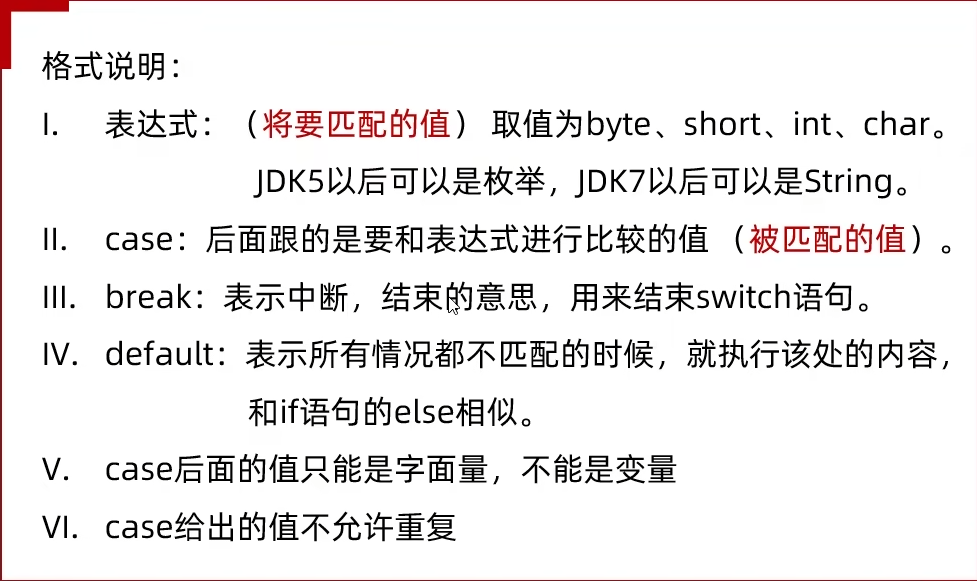 格式说明：
I. 表达式：（将要匹配的值） 取值为byte、short、int、char。
JDK5以后可以是枚举，JDK7以后可以是String。
II. case：后面跟的是要和表达式进行比较的值 （被匹配的值）。
III. break：表示中断，结束的意思，用来结束switch语句。
IV. default：表示所有情况都不匹配的时候，就执行该处的内容，
和if语句的else相似。
V. case后面的值只能是字面量，不能是变量
VI. case给出的值不允许重复